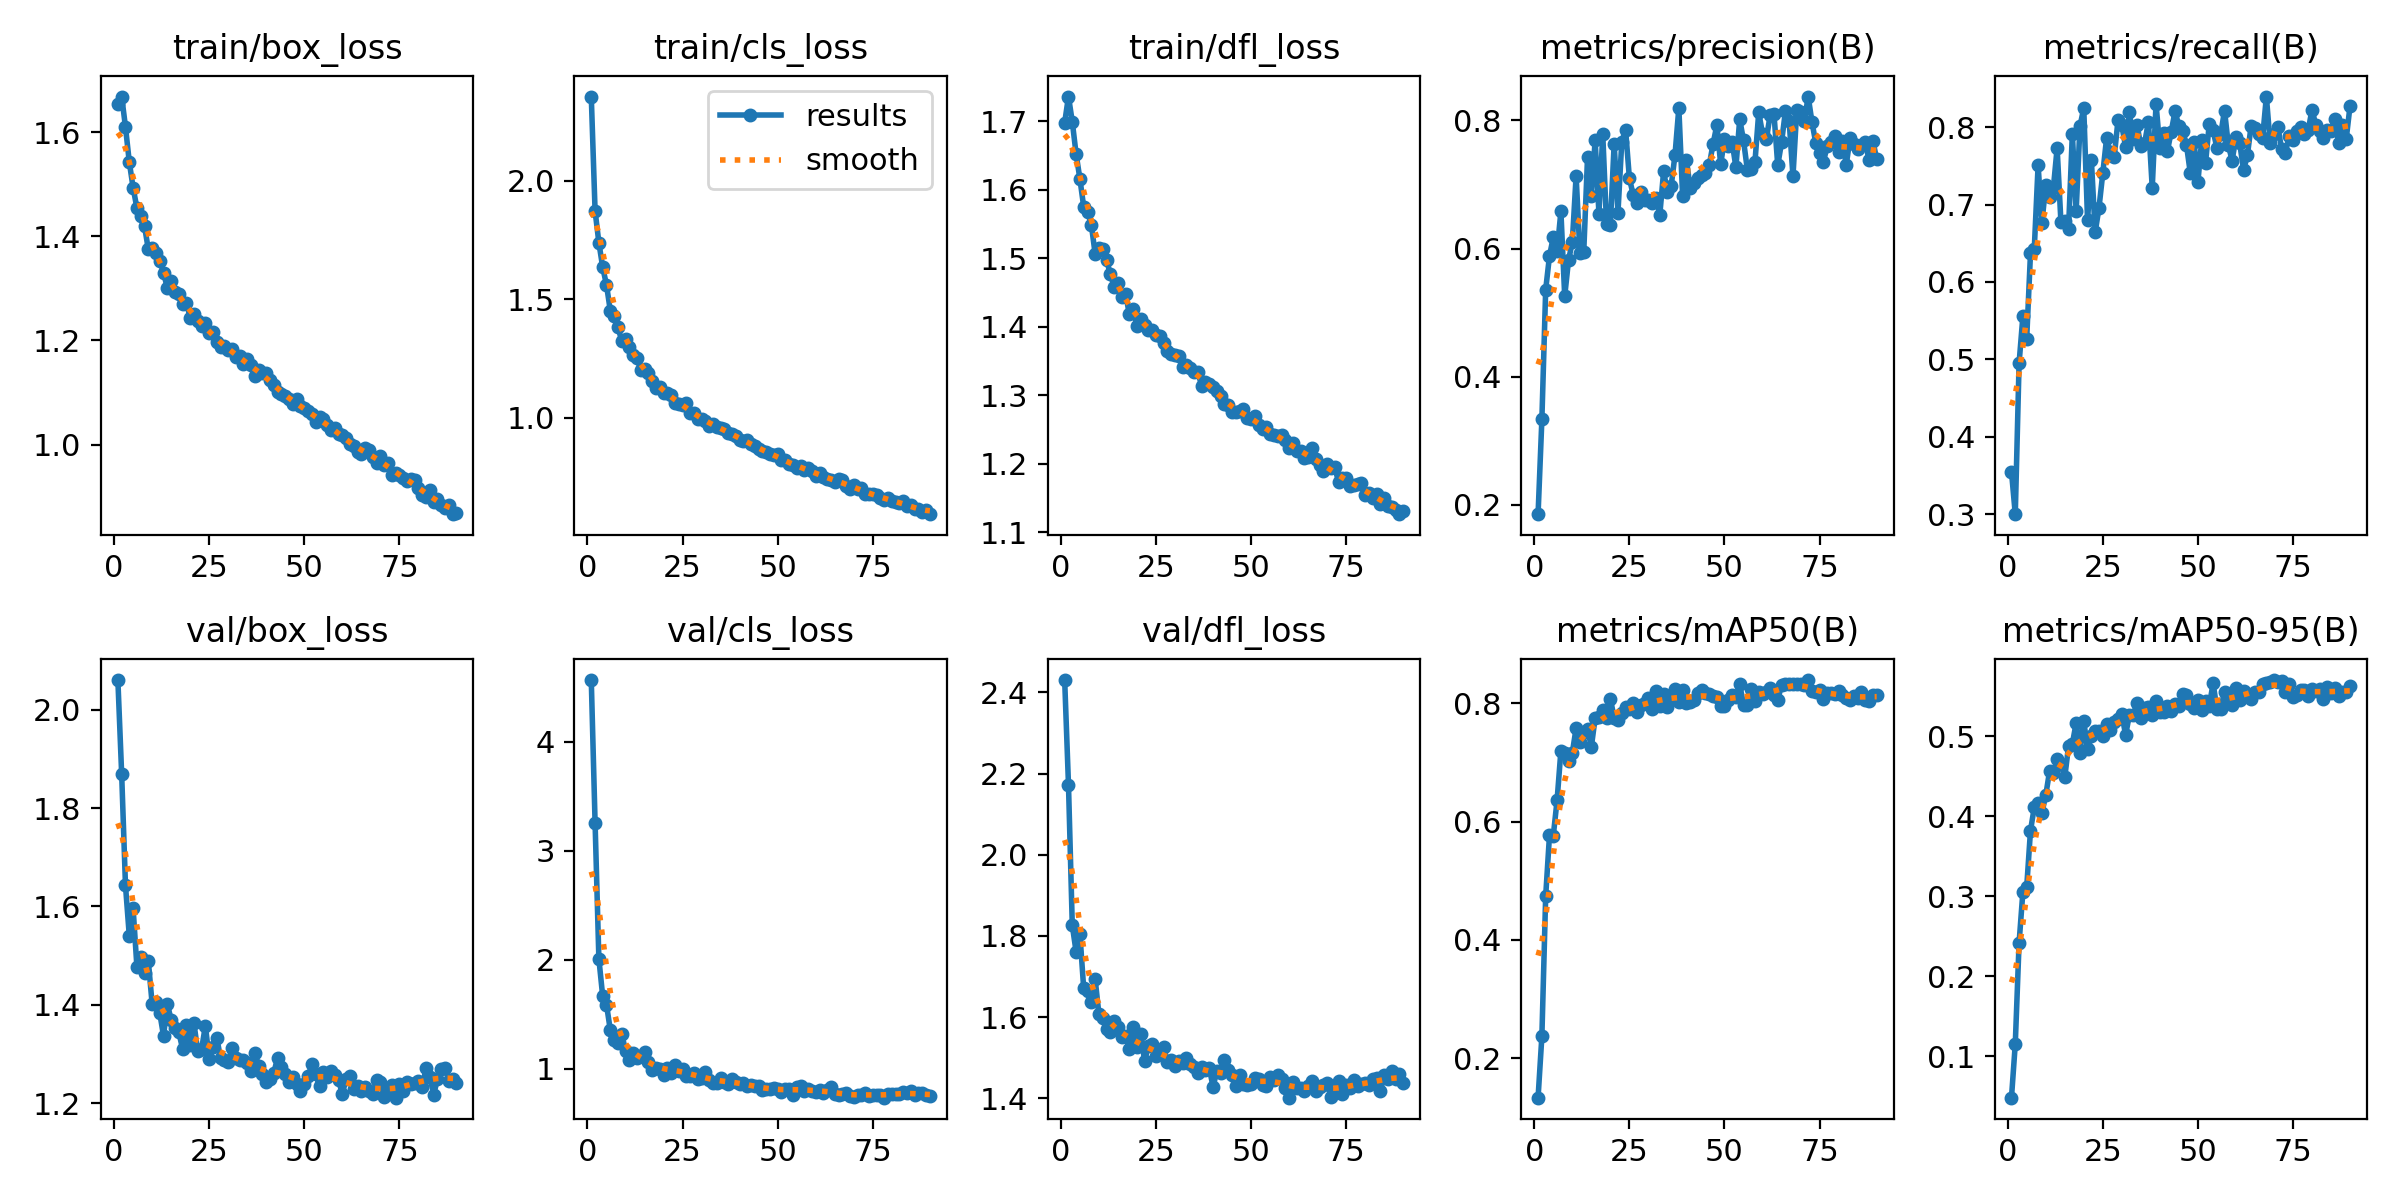 train/box_loss
train/cls_loss
train/dfl_loss
metrics/precision(B)
metrics/recall(B)
1.6
1.4
1.2
1.0
0 25 50 75
results
smooth
2.0
1.5
1.0
0 25 50 75
1.7
1.6
1.5
1.4
1.3
1.2
1.1
0 25 50 75
0.8
0.6
0.4
0.2
0 25 50 75
0.8
0.7
0.6
0.5
0.4
0.3
0 25 50 75
val/box_loss
val/cls_loss
val/dfl_loss
metrics/mAP50(B)
metrics/mAP50-95(B)
2.0
1.8
1.6
1.4
1.2
0 25 50 75
4
3
2
1
0 25 50 75
2.4
2.2
2.0
1.8
1.6
1.4
0 25 50 75
0.8
0.6
0.4
0.2
0 25 50 75
0.5
0.4
0.3
0.2
0.1
0 25 50 75